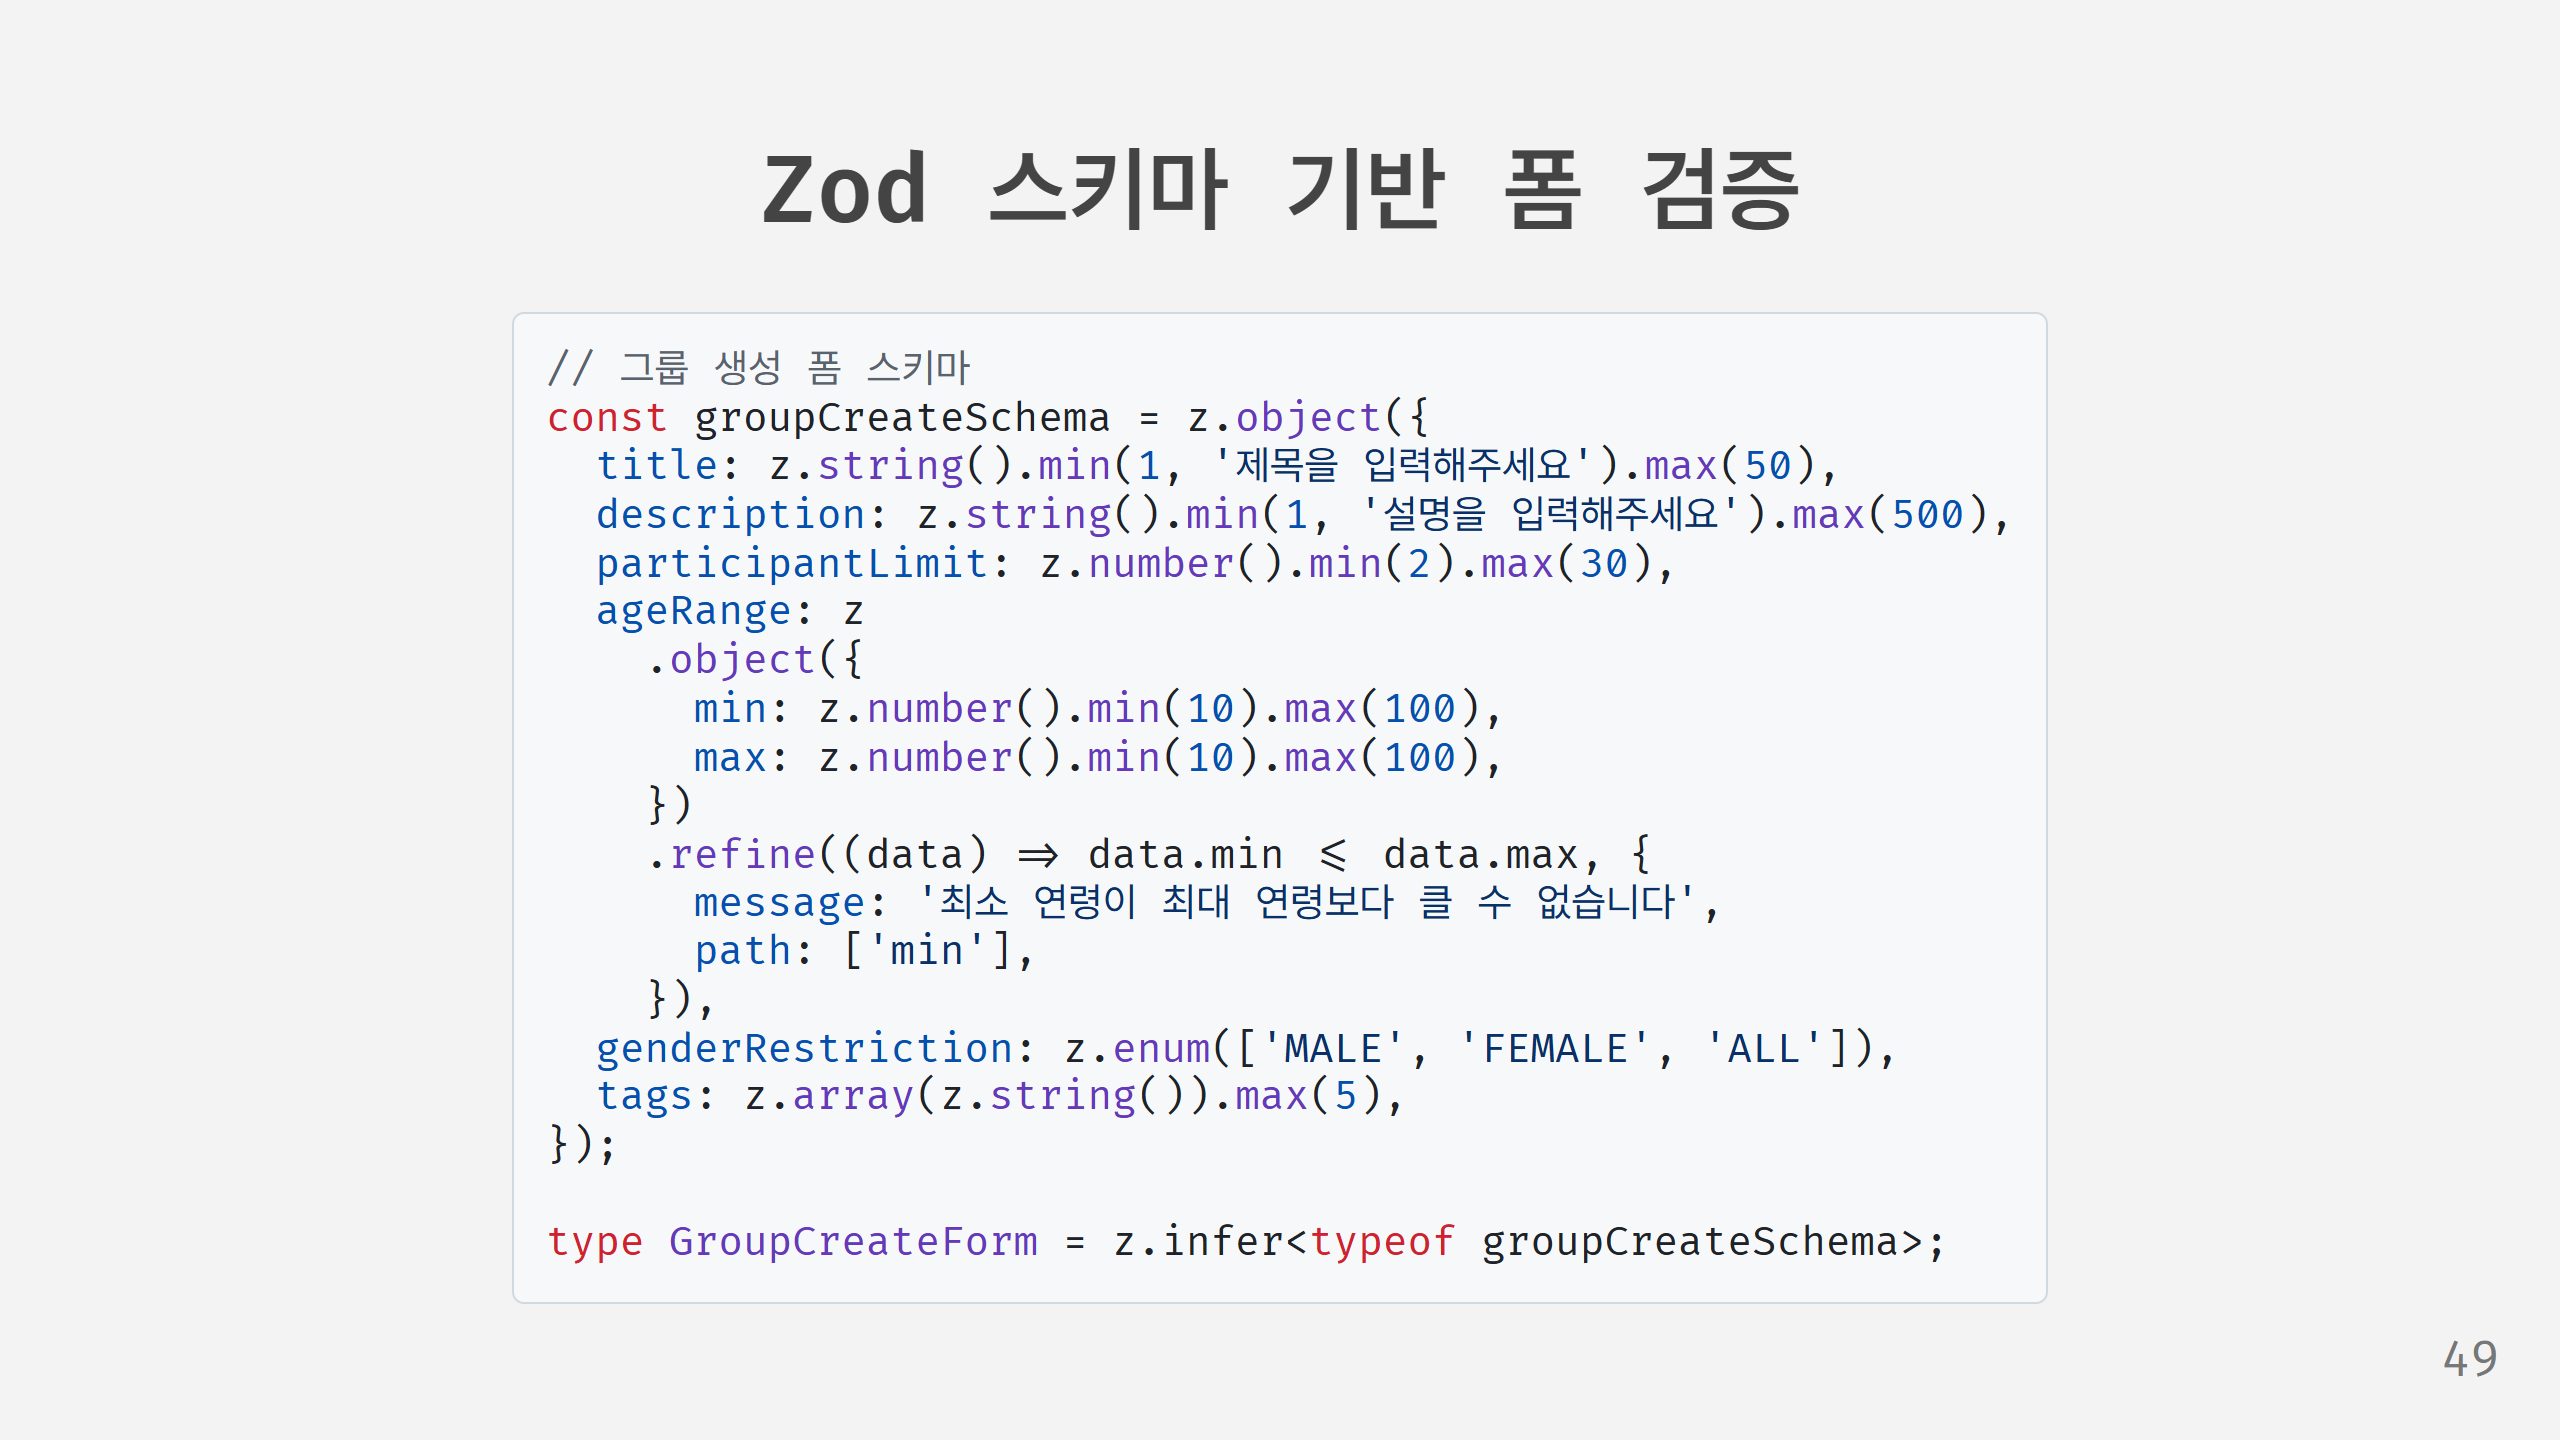 Zod 스키마 기반 폼 검증
// 그룹 생성 폼 스키마
const groupCreateSchema = z.object({
  title: z.string().min(1, '제목을 입력해주세요').max(50),
  description: z.string().min(1, '설명을 입력해주세요').max(500),
  participantLimit: z.number().min(2).max(30),
  ageRange: z
    .object({
      min: z.number().min(10).max(100),
      max: z.number().min(10).max(100),
    })
    .refine((data) => data.min <= data.max, {
      message: '최소 연령이 최대 연령보다 클 수 없습니다',
      path: ['min'],
    }),
  genderRestriction: z.enum(['MALE', 'FEMALE', 'ALL']),
  tags: z.array(z.string()).max(5),
});
type GroupCreateForm = z.infer<typeof groupCreateSchema>;
49